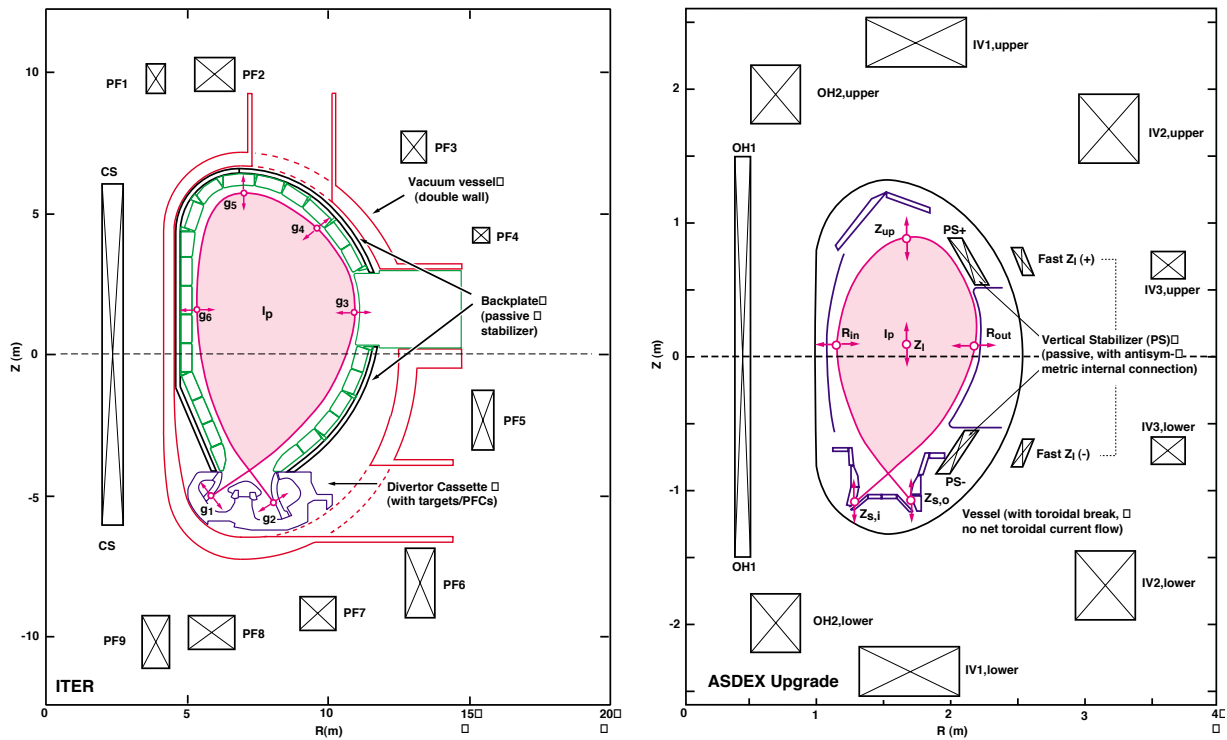 PF1
PF2
PF3
PF4
PF5
PF6
PF7
PF8
PF9
CS
CS
10
5
0
-5
-10
Z (m)
Vacuum vessel□
(double wall)
Backplate□
(passive □
stabilizer)
Divertor Cassette □
(with targets/PFCs)
g5
g4
g3
g6
Ip
g1
g2
ITER
0
5
10
15□
20□
R(m)
□
□
IV1,upper
OH2,upper
IV2,upper
OH1
PS+
Zup
Fast ZI (+)
IV3,upper
Rin
Ip
Rout
ZI
Vertical Stabilizer (PS)□
(passive, with antisym-□
metric internal connection)
IV3,lower
Fast ZI (-)
PS-
Zs,i
Zs,o
Vessel (with toroidal break, □
no net toroidal current flow)
OH1
IV2,lower
OH2,lower
IV1,lower
ASDEX Upgrade
2
1
0
-1
-2
Z (m)
0
1
2
3
4□
R (m)
□